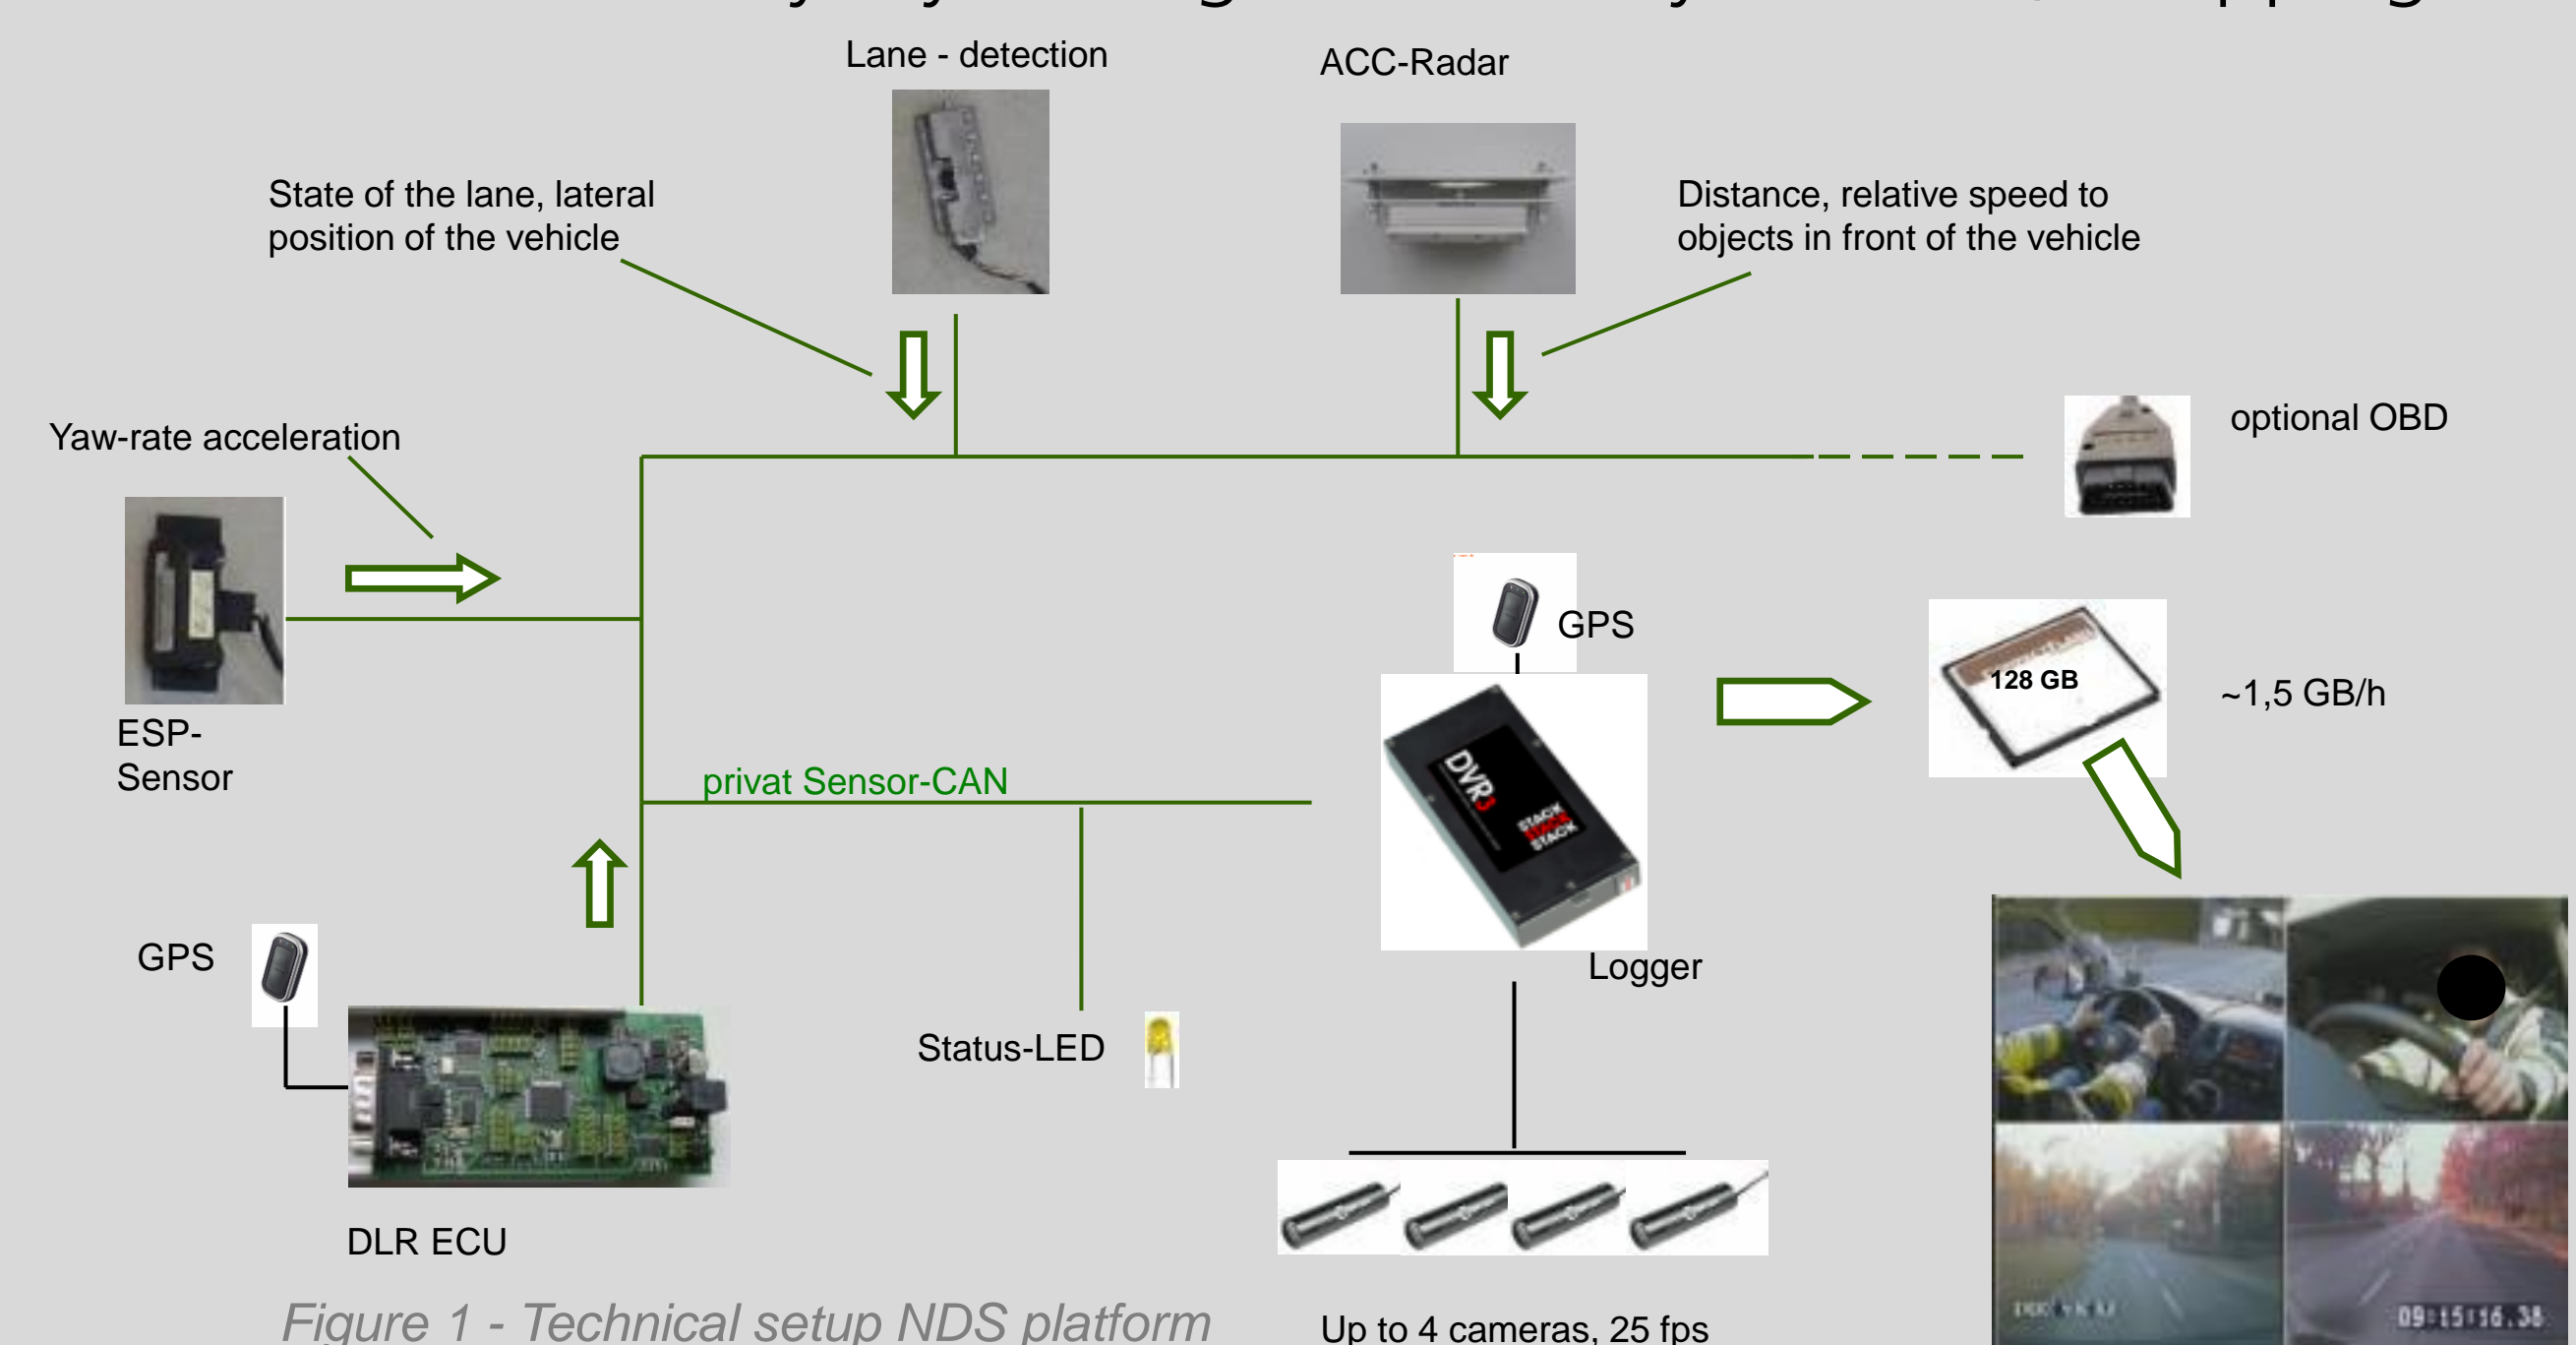 Lane - detection
ACC-Radar
State of the lane, lateral
position of the vehicle
Distance, relative speed to
objects in front of the vehicle
Yaw-rate acceleration
optional OBD
GPS
128 GB
~1,5 GB/h
ESP-
Sensor
privat Sensor-CAN
DVR3
STACK
STACK
STACK
GPS
Logger
Status-LED
DLR ECU
09:15:16.38
Figure 1 - Technical setup NDS platform
Up to 4 cameras, 25 fps